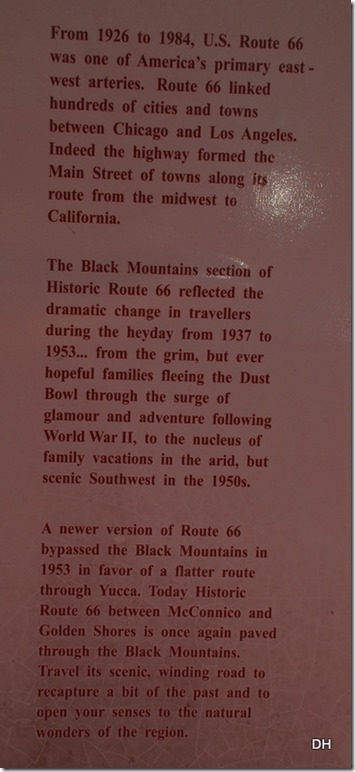 From 1926 to 1984, U.S. Route 66
was one of America's primary east-
west arteries. Route 66 linked
hundreds of cities and towns
between Chicago and Los Angeles.
Indeed the highway formed the
Main Street of towns along its
route from the midwest to
California.
The Black Mountains section of
Historic Route 66 reflected the
dramatic change in travellers
during the heyday from 1937 to
1953... from the grim, but ever
hopeful families fleeing the Dust
Bowl through the surge of
glamour and adventure following
World War II, to the nucleus of
family vacations in the arid, but
scenic Southwest in the 1950s.
A newer version of Route 66
bypassed the Black Mountains in
1953 in favor of a flatter route
through Yucca. Today Historic
Route 66 between McConnico and
Golden Shores is once again paved
through the Black Mountains.
Travel its scenic, winding road to
recapture a bit of the past and to
open your senses to the natural
wonders of the region.
DH